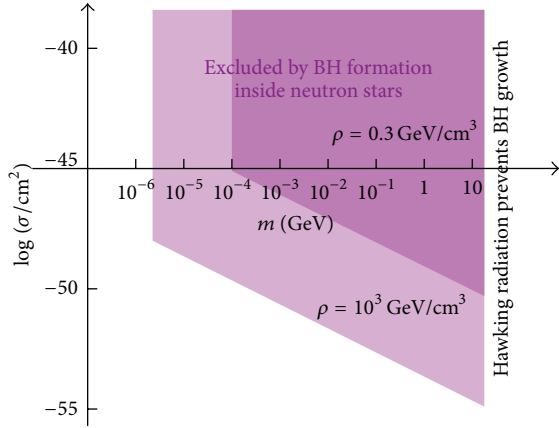 −40
Excluded by BH formation
inside neutron stars
ρ = 0.3 GeV/cm³
−45
10⁻⁶ 10⁻⁵ 10⁻⁴ 10⁻³ 10⁻² 10⁻¹ 1 10
m (GeV)
−50
ρ = 10³ GeV/cm³
−55
log (σ/cm²)
Hawking radiation prevents BH growth